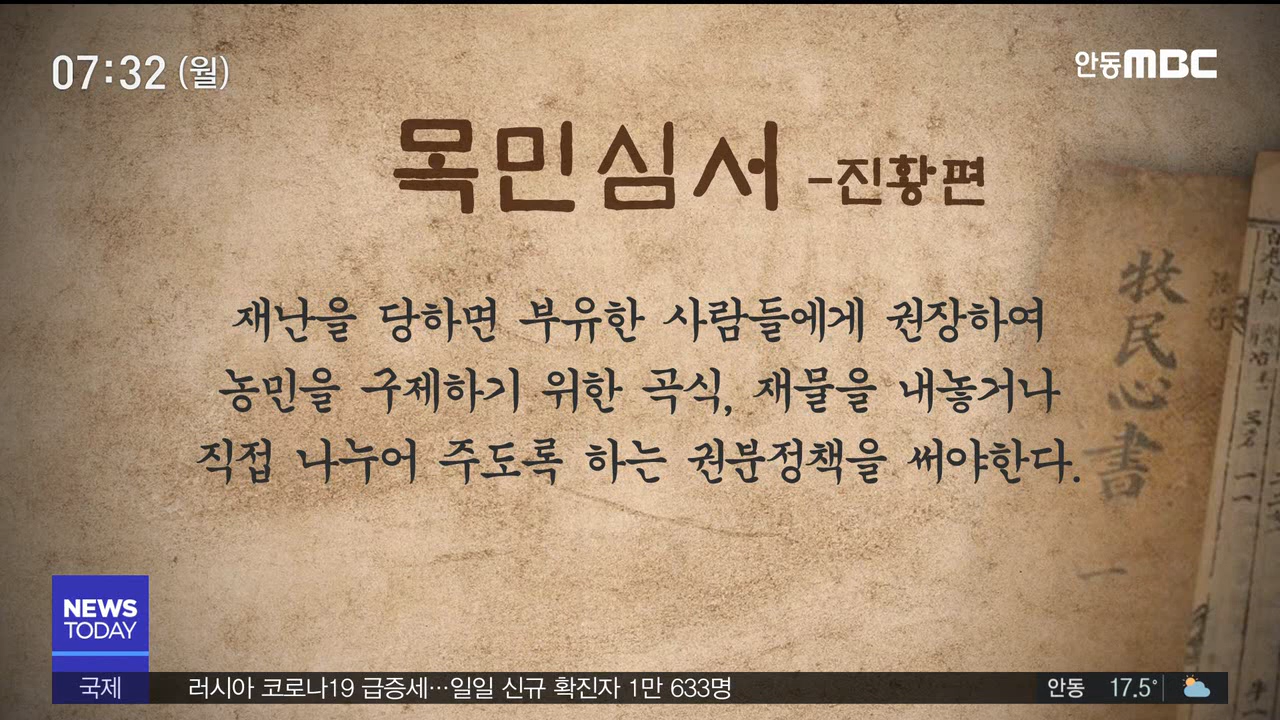 07:32 (월)
안동MBC
목민심서 -진황편
재난을 당하면 부유한 사람들에게 권장하여
농민을 구제하기 위한 곡식, 재물을 내놓거나
직접 나누어 주도록 하는 권분정책을 써야한다.
牧民心書 一
NEWS
TODAY
국제 러시아 코로나19 급증세…일일 신규 확진자 1만 633명
안동 17.5°